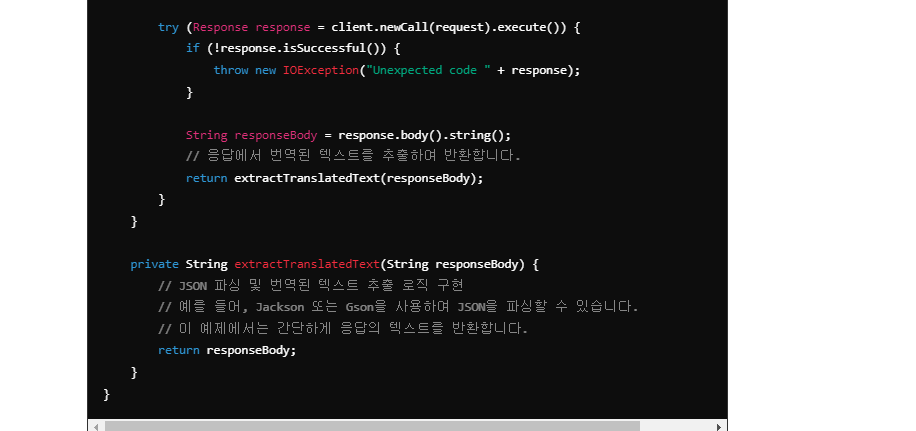 try (Response response = client.newCall(request).execute()) {
if (!response.isSuccessful()) {
throw new IOException("Unexpected code " + response);
}
String responseBody = response.body().string();
// 응답에서 번역된 텍스트를 추출하여 반환합니다.
return extractTranslatedText(responseBody);
}
}
private String extractTranslatedText(String responseBody) {
// JSON 파싱 및 번역된 텍스트 추출 로직 구현
// 예를 들어, Jackson 또는 Gson을 사용하여 JSON을 파싱할 수 있습니다.
// 이 예제에서는 간단하게 응답의 텍스트를 반환합니다.
return responseBody;
}
}